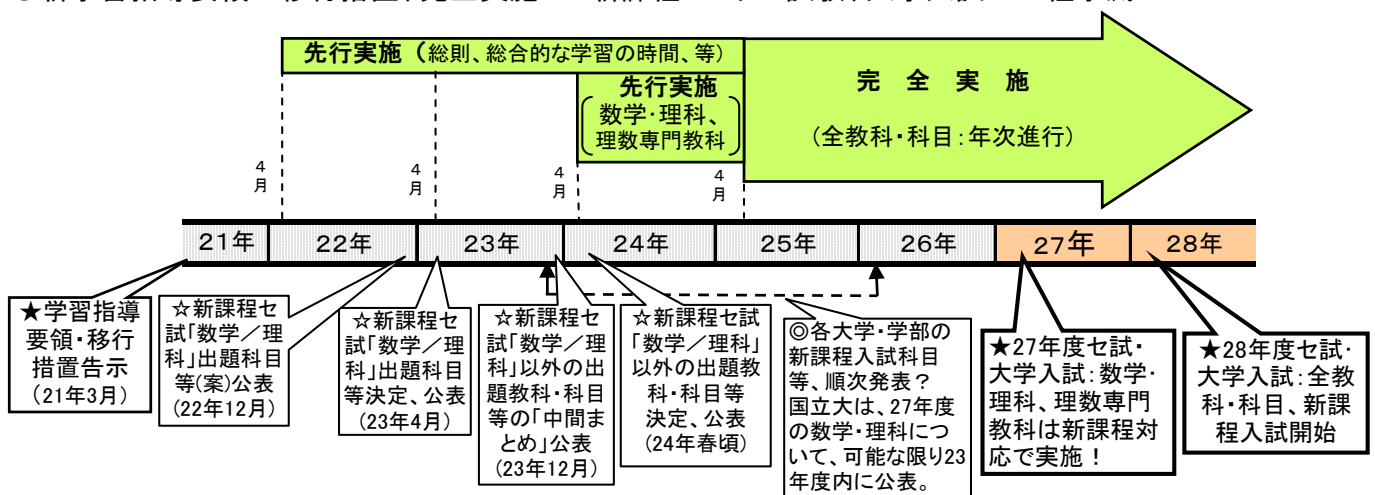 先行実施（総則、総合的な学習の時間、等）
先行実施
数学・理科、
理数専門教科
完 全 実 施
（全教科・科目：年次進行）
４月
４月
４月
４月
21年
22年
23年
24年
25年
26年
27年
28年
★学習指導
要領・移行
措置告示
（21年3月）
☆新課程セ
試「数学／理
科」出題科目
等(案)公表
(22年12月)
☆新課程セ
試「数学／理
科」出題科目
等決定、公表
(23年4月)
☆新課程セ
試「数学／理
科」以外の出
題教科・科目
等の「中間ま
とめ」公表
(23年12月)
☆新課程セ試
「数学／理科」
以外の出題教
科・科目等
決定、公表
(24年春頃)
◎各大学・学部の
新課程入試科目
等、順次発表？
国立大は、27年度
の数学・理科につ
いて、可能な限り23
年度内に公表。
★27年度セ試・
大学入試：数学・
理科、理数専門
教科は新課程対
応で実施！
★28年度セ試・
大学入試：全教
科・科目、新課
程入試開始